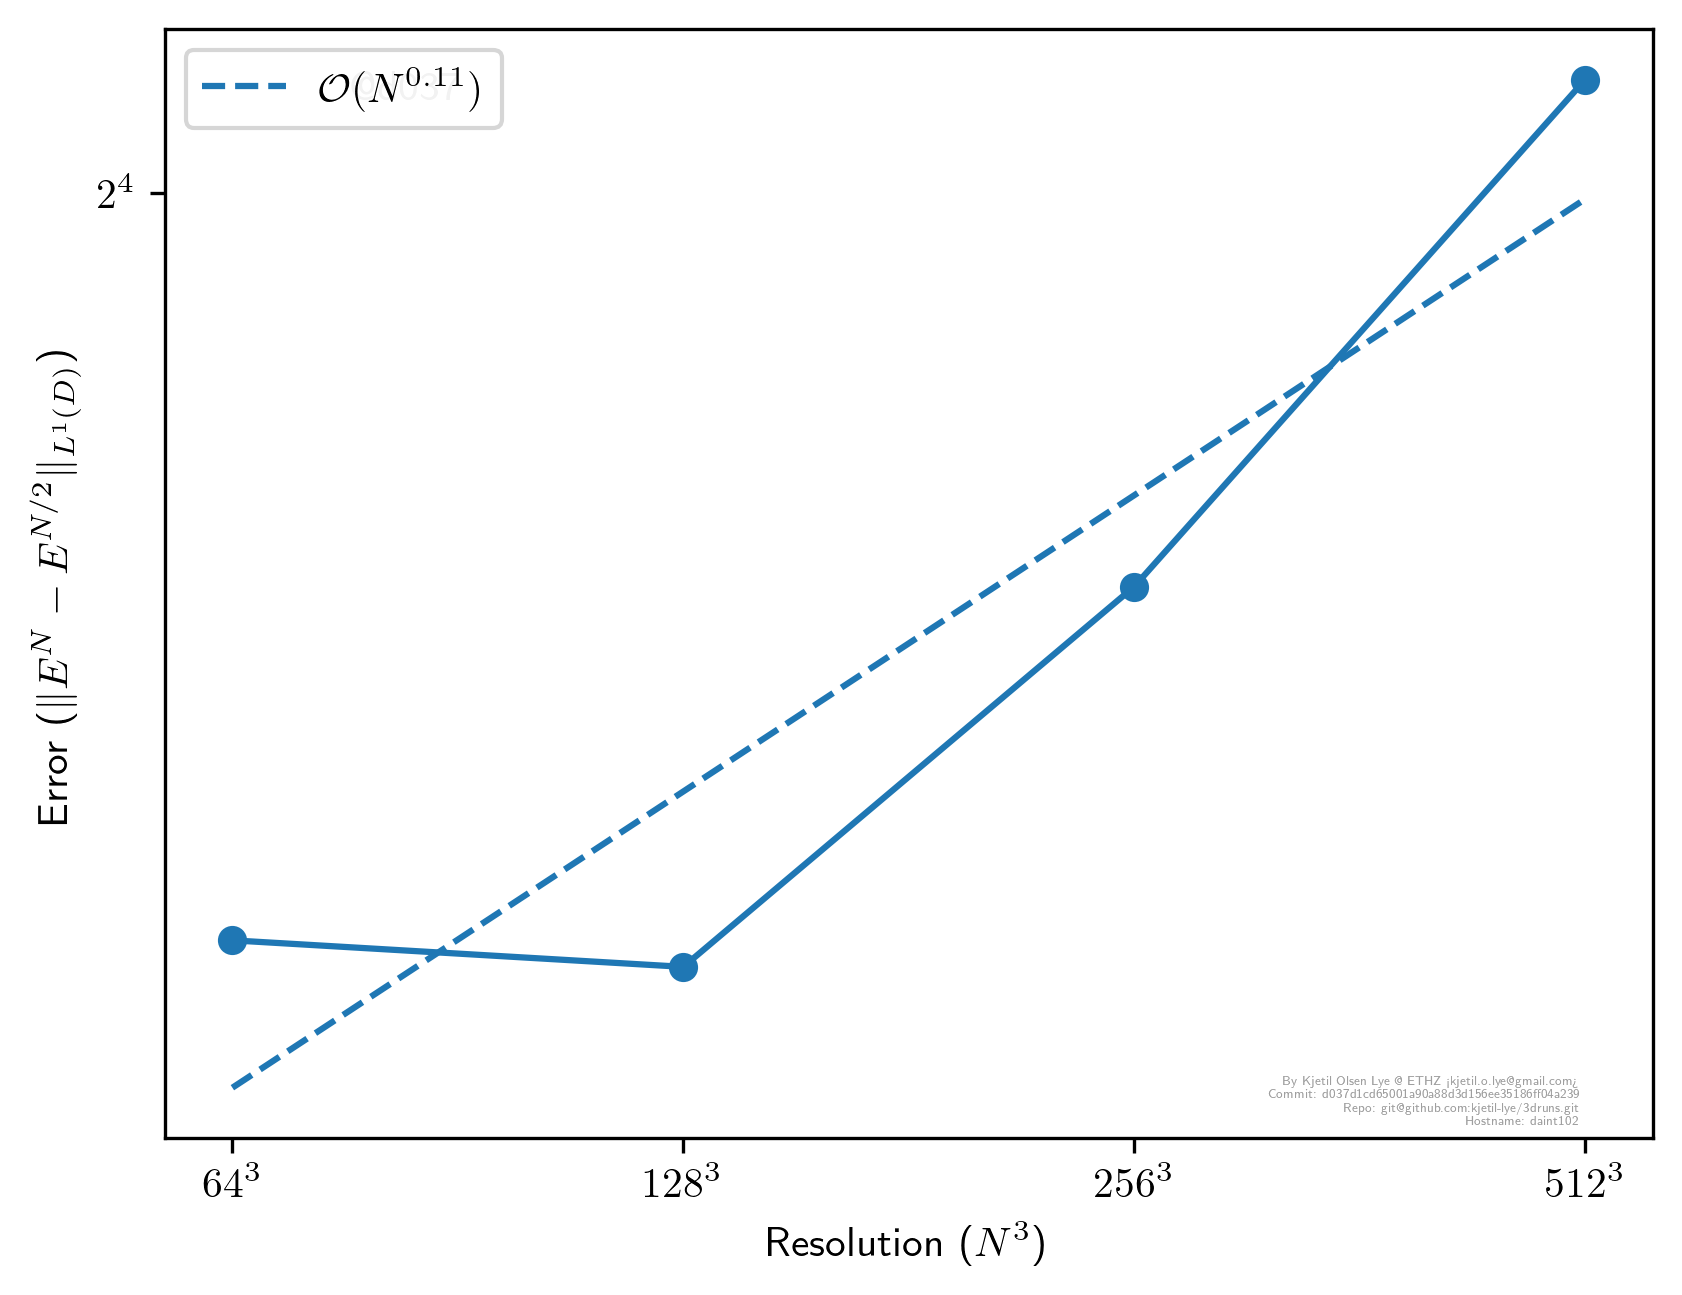 $\mathcal{O}(N^{0.11})$
$2^4$
Error ($||E^N - E^{N/2}||_{L^1(D)}$)
$64^3$ $128^3$ $256^3$ $512^3$
Resolution ($N^3$)
By Kjetil Olsen Lye @ ETHZ ¡kjetil.o.lye@gmail.com¿
Commit: d037d1cd65001a90a88d3d156ee35186ff04a239
Repo: git@github.com:kjetil-lye/3druns.git
Hostname: daint102